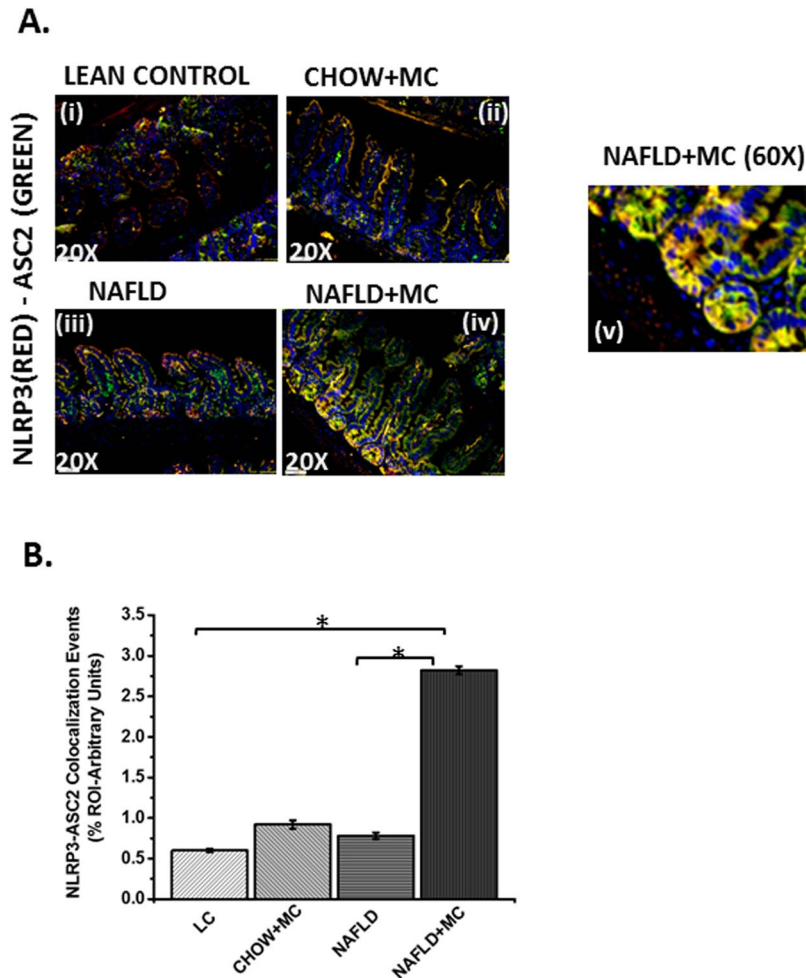 A.
LEAN CONTROL
CHOW+MC
NLRP3(RED) - ASC2 (GREEN)
(i)
20X
(ii)
20X
NAFLD
NAFLD+MC
(iii)
20X
(iv)
20X
NAFLD+MC (60X)
(v)
B.
NLRP3-ASC2 Colocalization Events
(% ROI-Arbitrary Units)
3.5
3.0
2.5
2.0
1.5
1.0
0.5
0.0
*
*
LC
CHOW+MC
NAFLD
NAFLD+MC